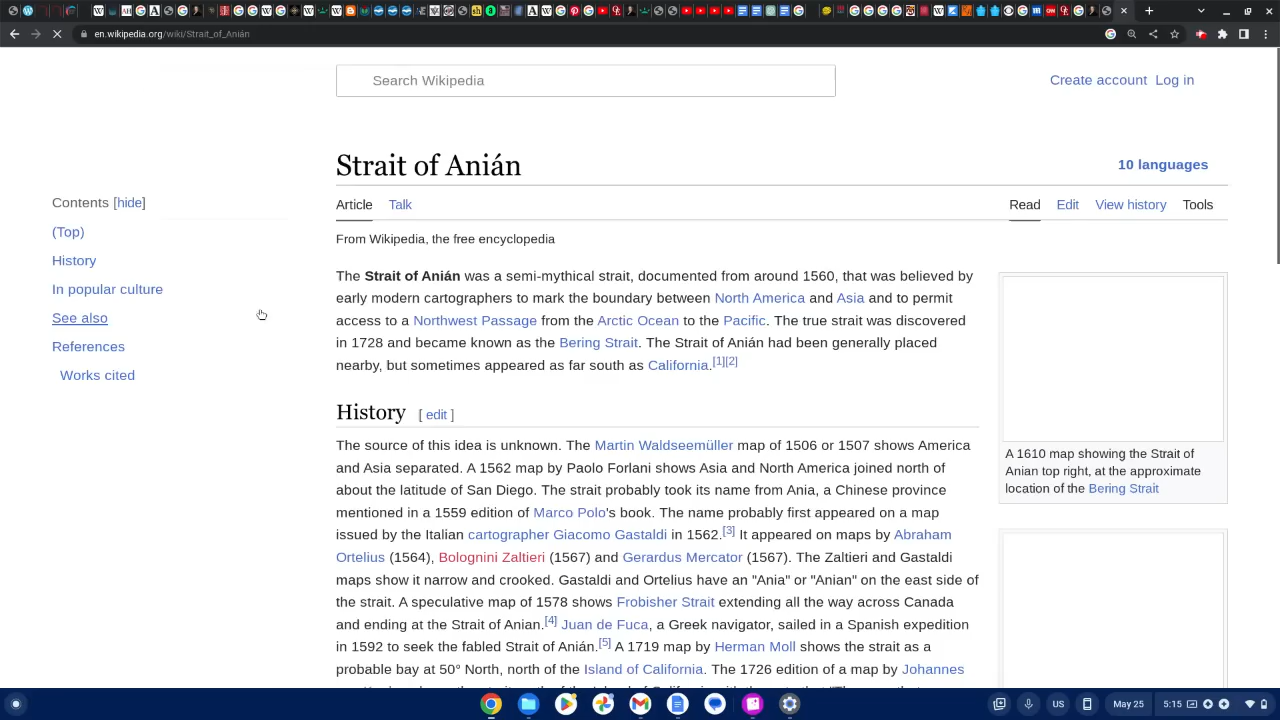 en.wikipedia.org/wiki/Strait_of_Anián
Search Wikipedia
Create account Log in
Strait of Anián
10 languages
Contents [hide]
(Top)
History
In popular culture
See also
References
Works cited
Article Talk
Read Edit View history Tools
From Wikipedia, the free encyclopedia
The Strait of Anián was a semi-mythical strait, documented from around 1560, that was believed by
early modern cartographers to mark the boundary between North America and Asia and to permit
access to a Northwest Passage from the Arctic Ocean to the Pacific. The true strait was discovered
in 1728 and became known as the Bering Strait. The Strait of Anián had been generally placed
nearby, but sometimes appeared as far south as California.[1][2]
History [ edit ]
The source of this idea is unknown. The Martin Waldseemüller map of 1506 or 1507 shows America
and Asia separated. A 1562 map by Paolo Forlani shows Asia and North America joined north of
about the latitude of San Diego. The strait probably took its name from Ania, a Chinese province
mentioned in a 1559 edition of Marco Polo's book. The name probably first appeared on a map
issued by the Italian cartographer Giacomo Gastaldi in 1562.[3] It appeared on maps by Abraham
Ortelius (1564), Bolognini Zaltieri (1567) and Gerardus Mercator (1567). The Zaltieri and Gastaldi
maps show it narrow and crooked. Gastaldi and Ortelius have an "Ania" or "Anian" on the east side of
the strait. A speculative map of 1578 shows Frobisher Strait extending all the way across Canada
and ending at the Strait of Anian.[4] Juan de Fuca, a Greek navigator, sailed in a Spanish expedition
in 1592 to seek the fabled Strait of Anián.[5] A 1719 map by Herman Moll shows the strait as a
probable bay at 50° North, north of the Island of California. The 1726 edition of a map by Johannes
A 1610 map showing the Strait of
Anian top right, at the approximate
location of the Bering Strait
US
May 25
5:15